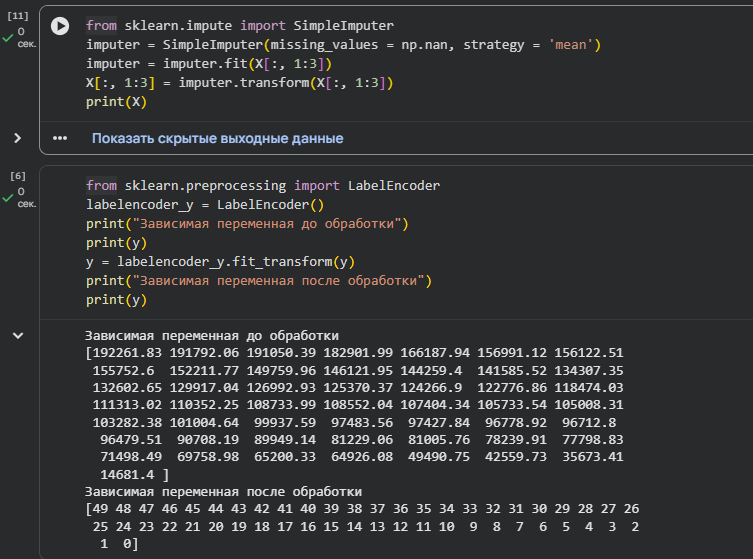 [11]
0
сек.
from sklearn.impute import SimpleImputer
imputer = SimpleImputer(missing_values = np.nan, strategy = 'mean')
imputer = imputer.fit(X[:, 1:3])
X[:, 1:3] = imputer.transform(X[:, 1:3])
print(X)
Показать скрытые выходные данные
[6]
0
сек.
from sklearn.preprocessing import LabelEncoder
labelencoder_y = LabelEncoder()
print("Зависимая переменная до обработки")
print(y)
y = labelencoder_y.fit_transform(y)
print("Зависимая переменная после обработки")
print(y)
Зависимая переменная до обработки
[192261.83 191792.06 191050.39 182901.99 166187.94 156991.12 156122.51
155752.6 152211.77 149759.96 146121.95 144259.4 141585.52 134307.35
132602.65 129917.04 126992.93 125370.37 124266.9 122776.86 118474.03
111313.02 110352.25 108733.99 108552.04 107404.34 105733.54 105008.31
103282.38 101004.64 99937.59 97483.56 97427.84 96778.92 96712.8
96479.51 90708.19 89949.14 81229.06 81005.76 78239.91 77798.83
71498.49 69758.98 65200.33 64926.08 49490.75 42559.73 35673.41
14681.4 ]
Зависимая переменная после обработки
[49 48 47 46 45 44 43 42 41 40 39 38 37 36 35 34 33 32 31 30 29 28 27 26
25 24 23 22 21 20 19 18 17 16 15 14 13 12 11 10 9 8 7 6 5 4 3 2
1 0]